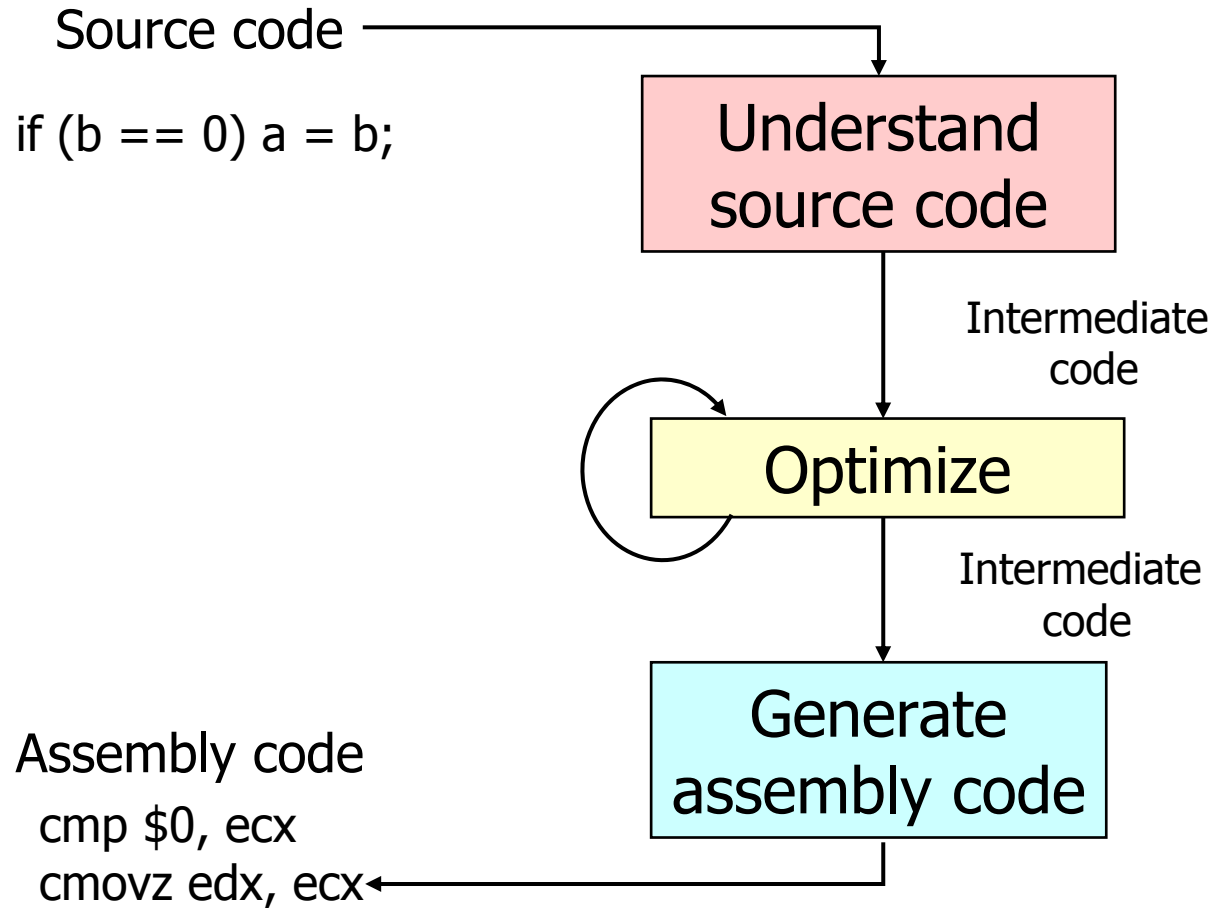 Source code
if (b == 0) a = b;
Understand
source code
Intermediate
code
Optimize
Intermediate
code
Generate
assembly code
Assembly code
cmp $0, ecx
cmovz edx, ecx